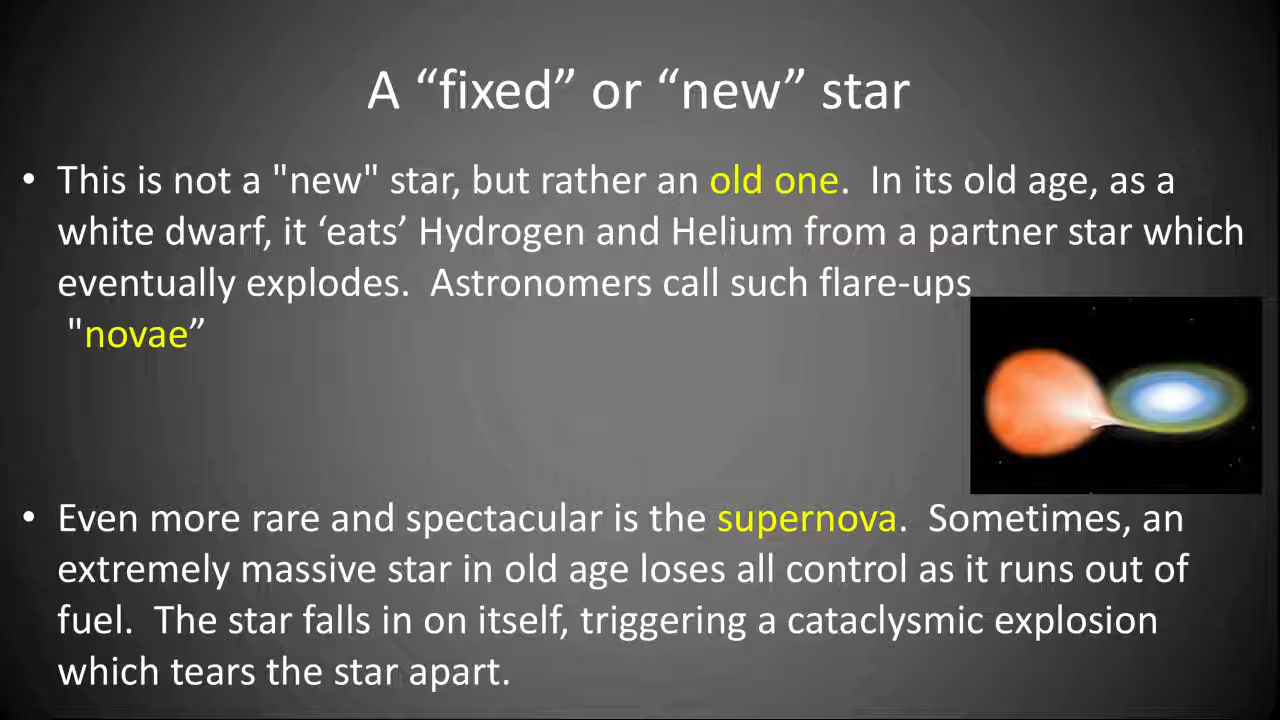 A “fixed” or “new” star
• This is not a "new" star, but rather an old one.  In its old age, as a
white dwarf, it ‘eats’ Hydrogen and Helium from a partner star which
eventually explodes.  Astronomers call such flare-ups
"novae”
• Even more rare and spectacular is the supernova.  Sometimes, an
extremely massive star in old age loses all control as it runs out of
fuel.  The star falls in on itself, triggering a cataclysmic explosion
which tears the star apart.